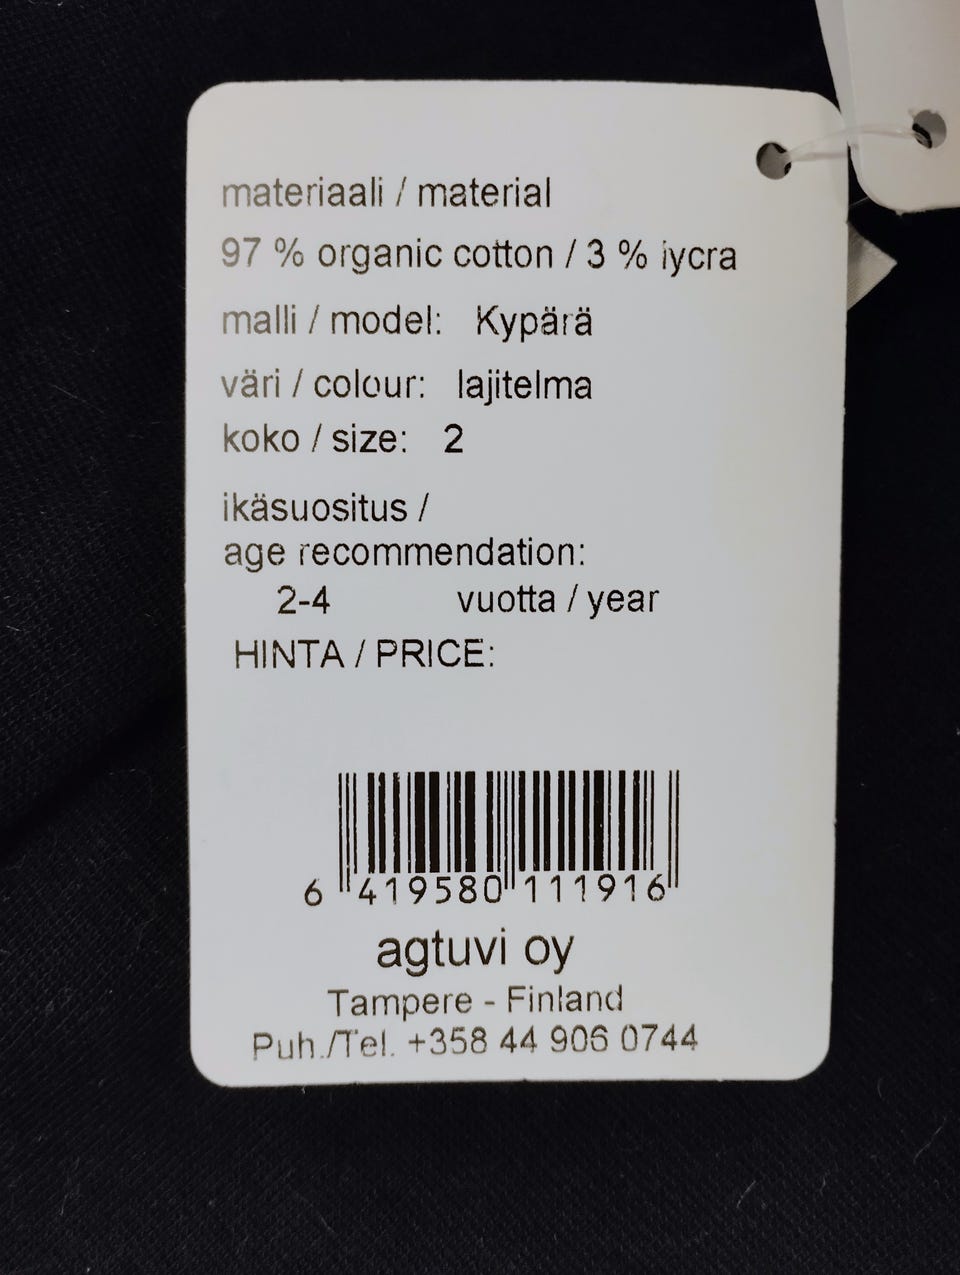 materiaali / material
97 % organic cotton / 3 % lycra
malli / model: Kypärä
väri / colour: lajitelma
koko / size: 2
ikäsuositus /
age recommendation:
2-4 vuotta / year
HINTA / PRICE:
6 419580 111916
agtuvi oy
Tampere - Finland
Puh./Tel. +358 44 906 0744